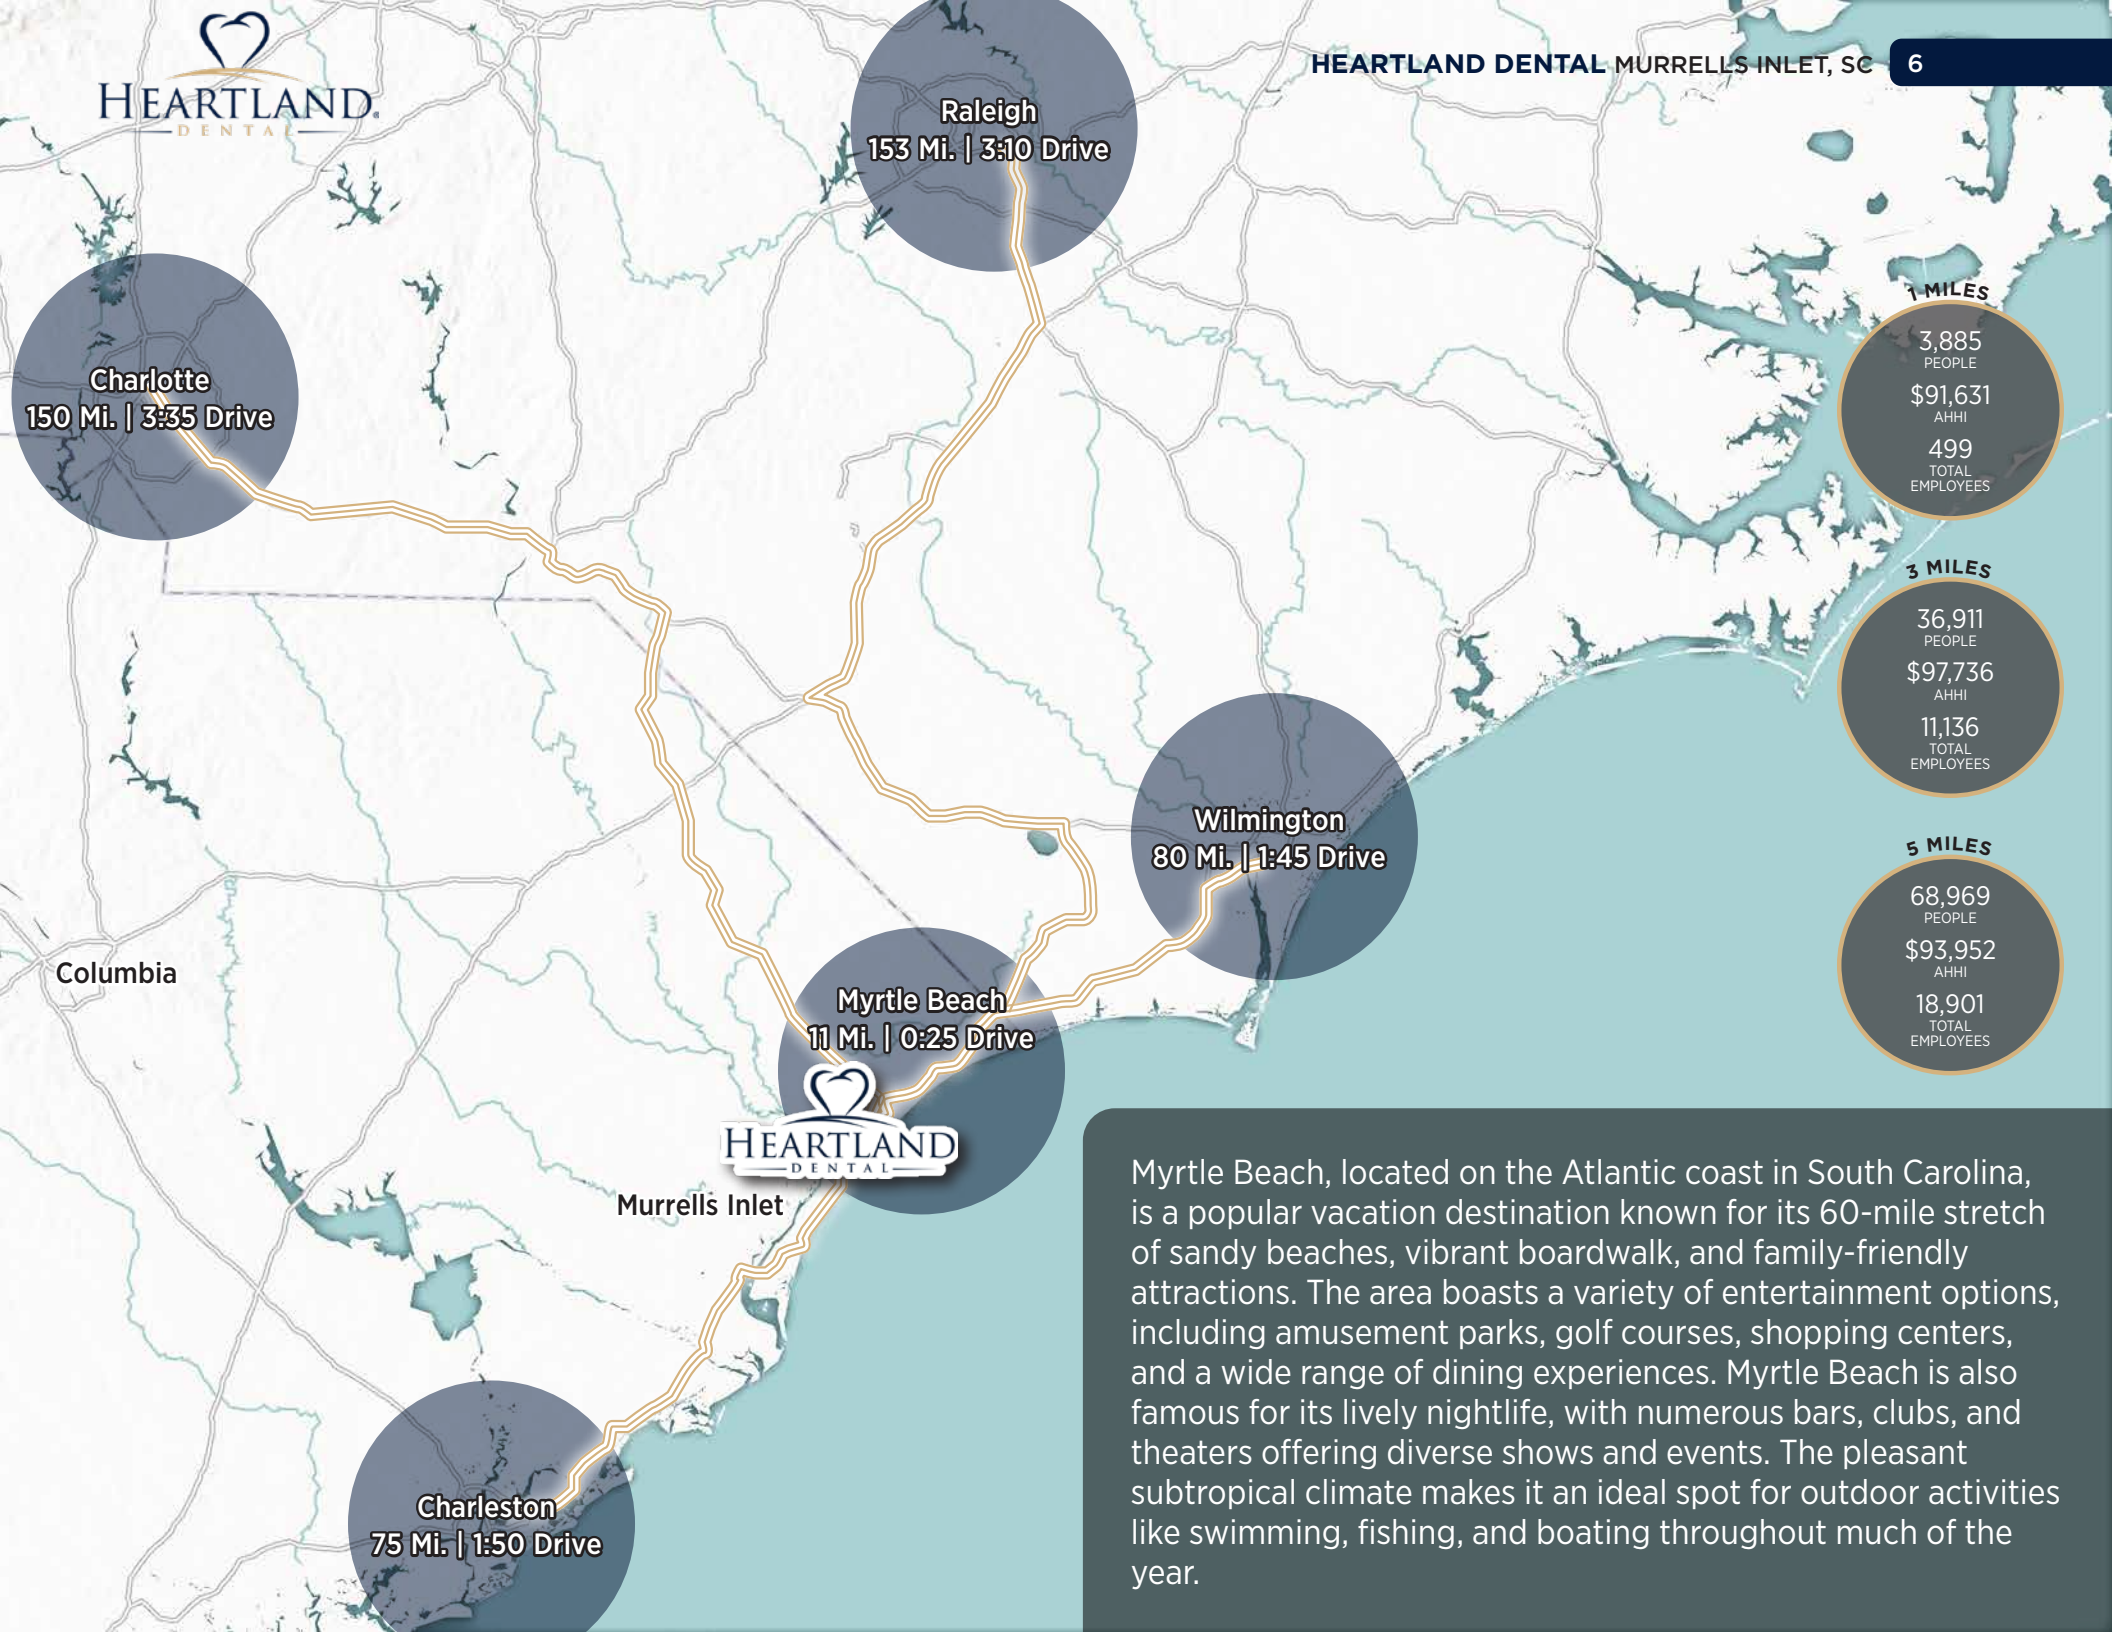 HEARTLAND
DENTAL
HEARTLAND DENTAL MURRELLS INLET, SC 6
Raleigh
153 Mi. | 3:10 Drive
Charlotte
150 Mi. | 3:35 Drive
1 MILES
3,885
PEOPLE
$91,631
AHHI
499
TOTAL
EMPLOYEES
3 MILES
36,911
PEOPLE
$97,736
AHHI
11,136
TOTAL
EMPLOYEES
Wilmington
80 Mi. | 1:45 Drive
5 MILES
68,969
PEOPLE
$93,952
AHHI
18,901
TOTAL
EMPLOYEES
Columbia
Myrtle Beach
11 Mi. | 0:25 Drive
HEARTLAND
DENTAL
Murrells Inlet
Charleston
75 Mi. | 1:50 Drive
Myrtle Beach, located on the Atlantic coast in South Carolina,
is a popular vacation destination known for its 60-mile stretch
of sandy beaches, vibrant boardwalk, and family-friendly
attractions. The area boasts a variety of entertainment options,
including amusement parks, golf courses, shopping centers,
and a wide range of dining experiences. Myrtle Beach is also
famous for its lively nightlife, with numerous bars, clubs, and
theaters offering diverse shows and events. The pleasant
subtropical climate makes it an ideal spot for outdoor activities
like swimming, fishing, and boating throughout much of the
year.